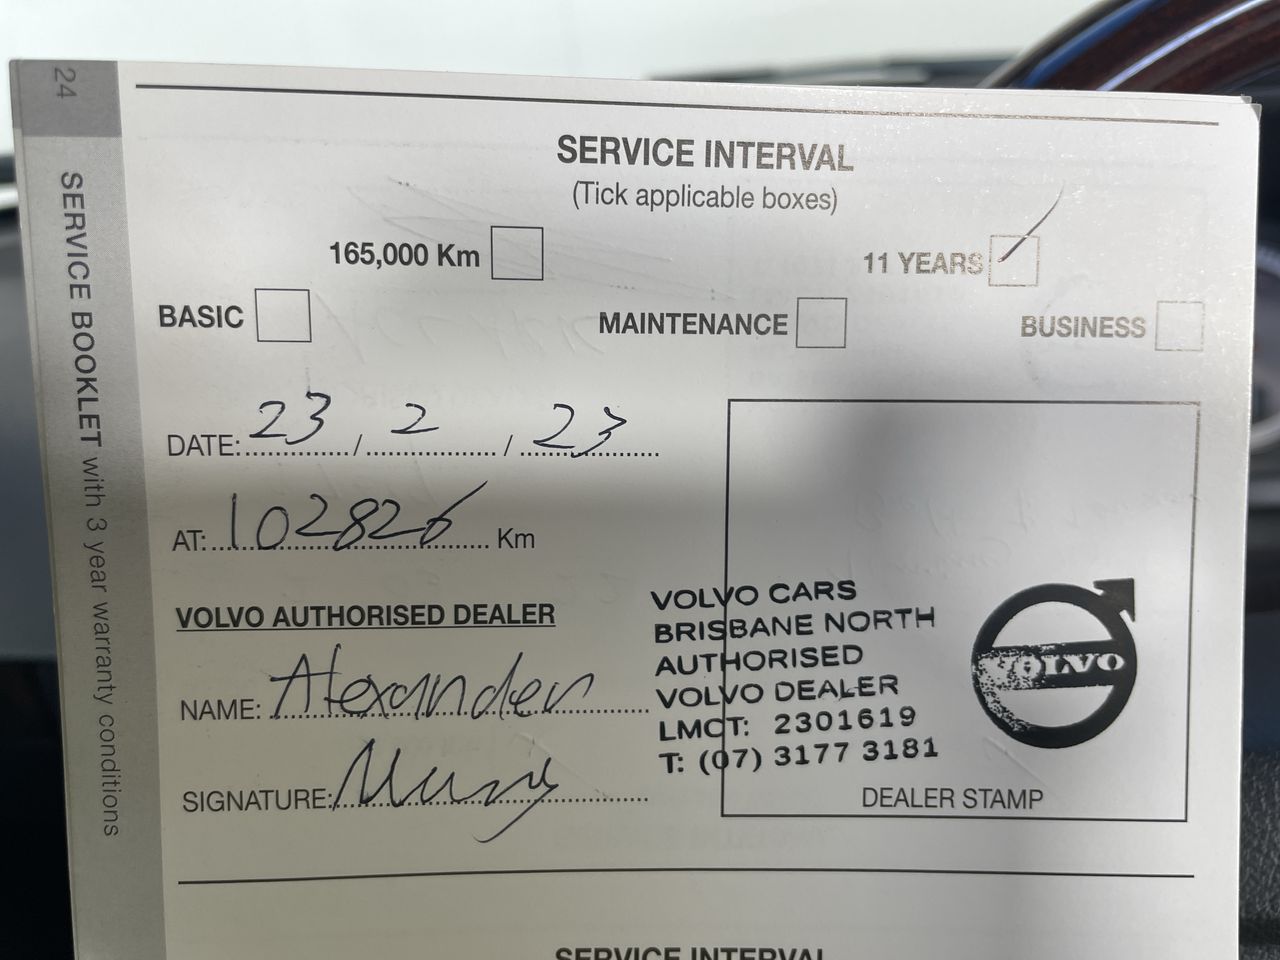 24
SERVICE BOOKLET with 3 year warranty conditions
SERVICE INTERVAL
(Tick applicable boxes)
165,000 Km
11 YEARS
BASIC
MAINTENANCE
BUSINESS
DATE: 23 / 2 / 23
AT: 102826 Km
VOLVO AUTHORISED DEALER
NAME: Alexander
SIGNATURE:
VOLVO CARS
BRISBANE NORTH
AUTHORISED
VOLVO DEALER
LMCT: 2301619
T: (07) 3177 3181
VOLVO
DEALER STAMP
SERVICE INTERVAL